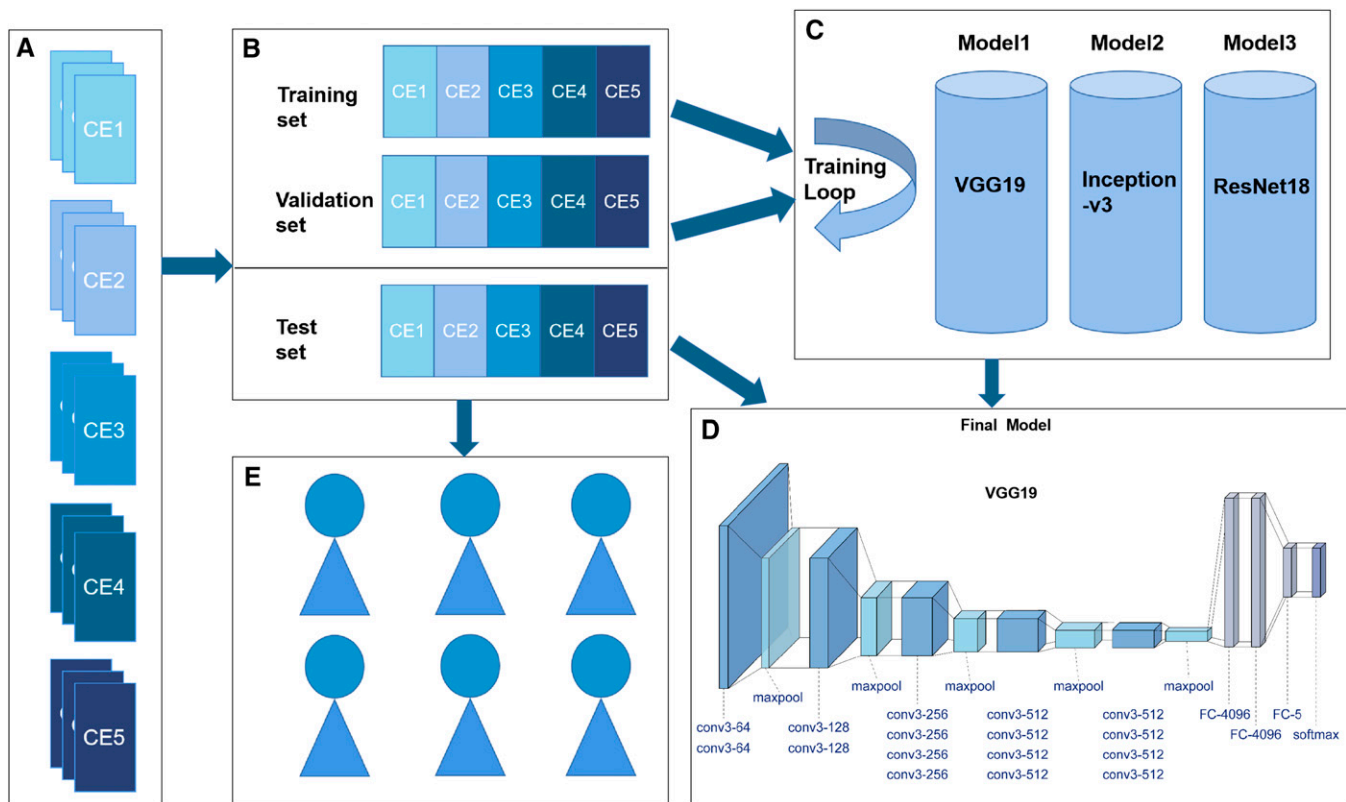 A
CE1
CE2
CE3
CE4
CE5
B
Training
set
CE1 CE2 CE3 CE4 CE5
Validation
set
CE1 CE2 CE3 CE4 CE5
Test
set
CE1 CE2 CE3 CE4 CE5
C
Model1 Model2 Model3
Training
Loop
VGG19
Inception
-v3
ResNet18
D
Final Model
VGG19
maxpool maxpool maxpool maxpool maxpool
conv3-64
conv3-64
conv3-128
conv3-128
conv3-256
conv3-256
conv3-256
conv3-256
conv3-512
conv3-512
conv3-512
conv3-512
conv3-512
conv3-512
conv3-512
conv3-512
FC-4096
FC-4096
FC-5
softmax
E